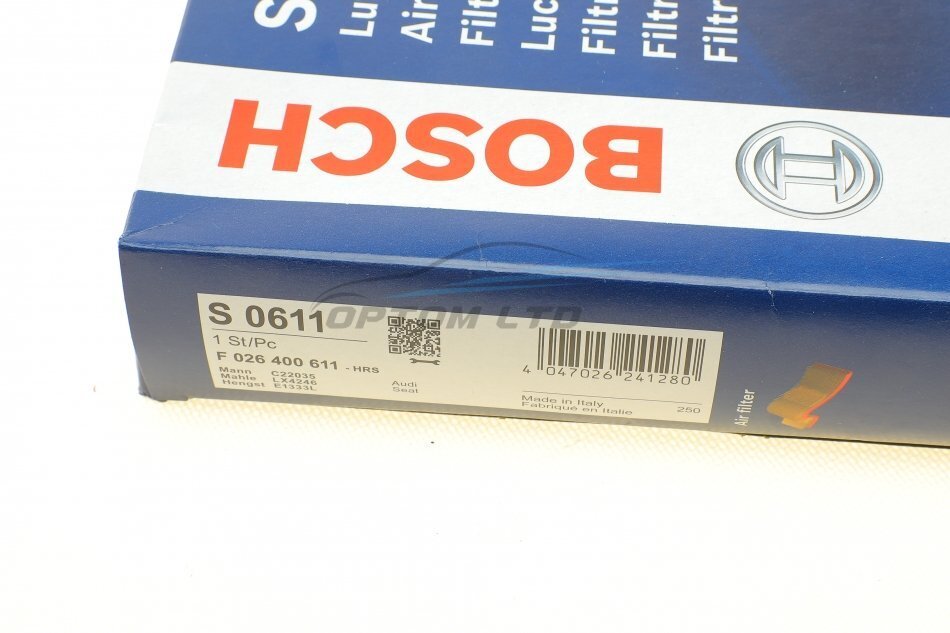 S
Lu
Air
Filt
Luc
Filtr
Filtr
Filtr
BOSCH
OPTOM LTD
S 0611
1 St/Pc
F 026 400 611 - HRS
Mann C22035
Mahle LX4246
Hengst E1333L
Audi
Seat
4 047026 241280
Made in Italy
Fabriqué en Italie
250
Air filter